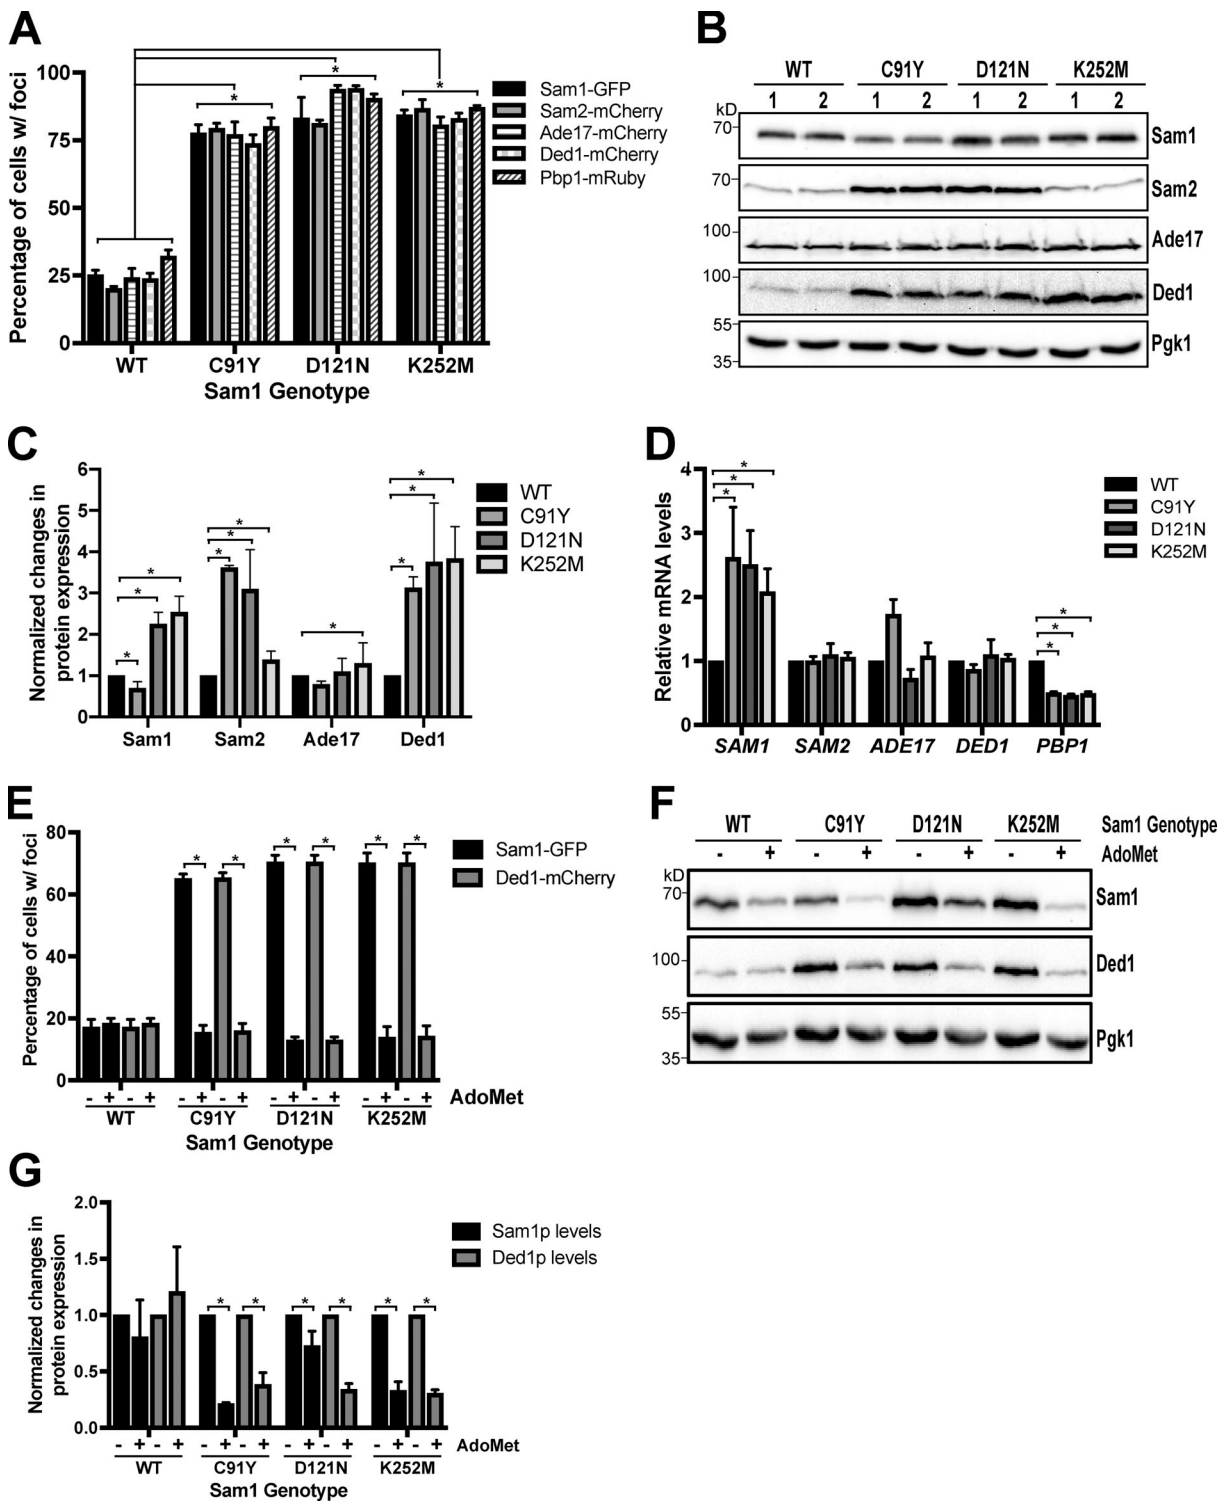 A
Percentage of cells w/ foci
100
75
50
25
0
*
*
*
WT
C91Y
D121N
K252M
Sam1 Genotype
Sam1-GFP
Sam2-mCherry
Ade17-mCherry
Ded1-mCherry
Pbp1-mRuby
B
WT C91Y D121N K252M
kD 1 2 1 2 1 2 1 2
70 Sam1
70 Sam2
100 Ade17
100 Ded1
55
35
Pgk1
C
Normalized changes in
protein expression
6
5
4
3
2
1
0
* * *
* * *
*
* * *
Sam1 Sam2 Ade17 Ded1
WT
C91Y
D121N
K252M
D
Relative mRNA levels
4
3
2
1
0
* * *
* * *
SAM1 SAM2 ADE17 DED1 PBP1
WT
C91Y
D121N
K252M
E
Percentage of cells w/ foci
80
60
40
20
0
* * * * * *
- + - + - + - + - + - + - + - + AdoMet
WT C91Y D121N K252M
Sam1 Genotype
Sam1-GFP
Ded1-mCherry
F
WT C91Y D121N K252M Sam1 Genotype
- + - + - + - + AdoMet
kD
70 Sam1
100 Ded1
55
35
Pgk1
G
Normalized changes in
protein expression
2.0
1.5
1.0
0.5
0.0
* * * * * *
- + - + - + - + - + - + - + - + AdoMet
WT C91Y D121N K252M
Sam1 Genotype
Sam1p levels
Ded1p levels